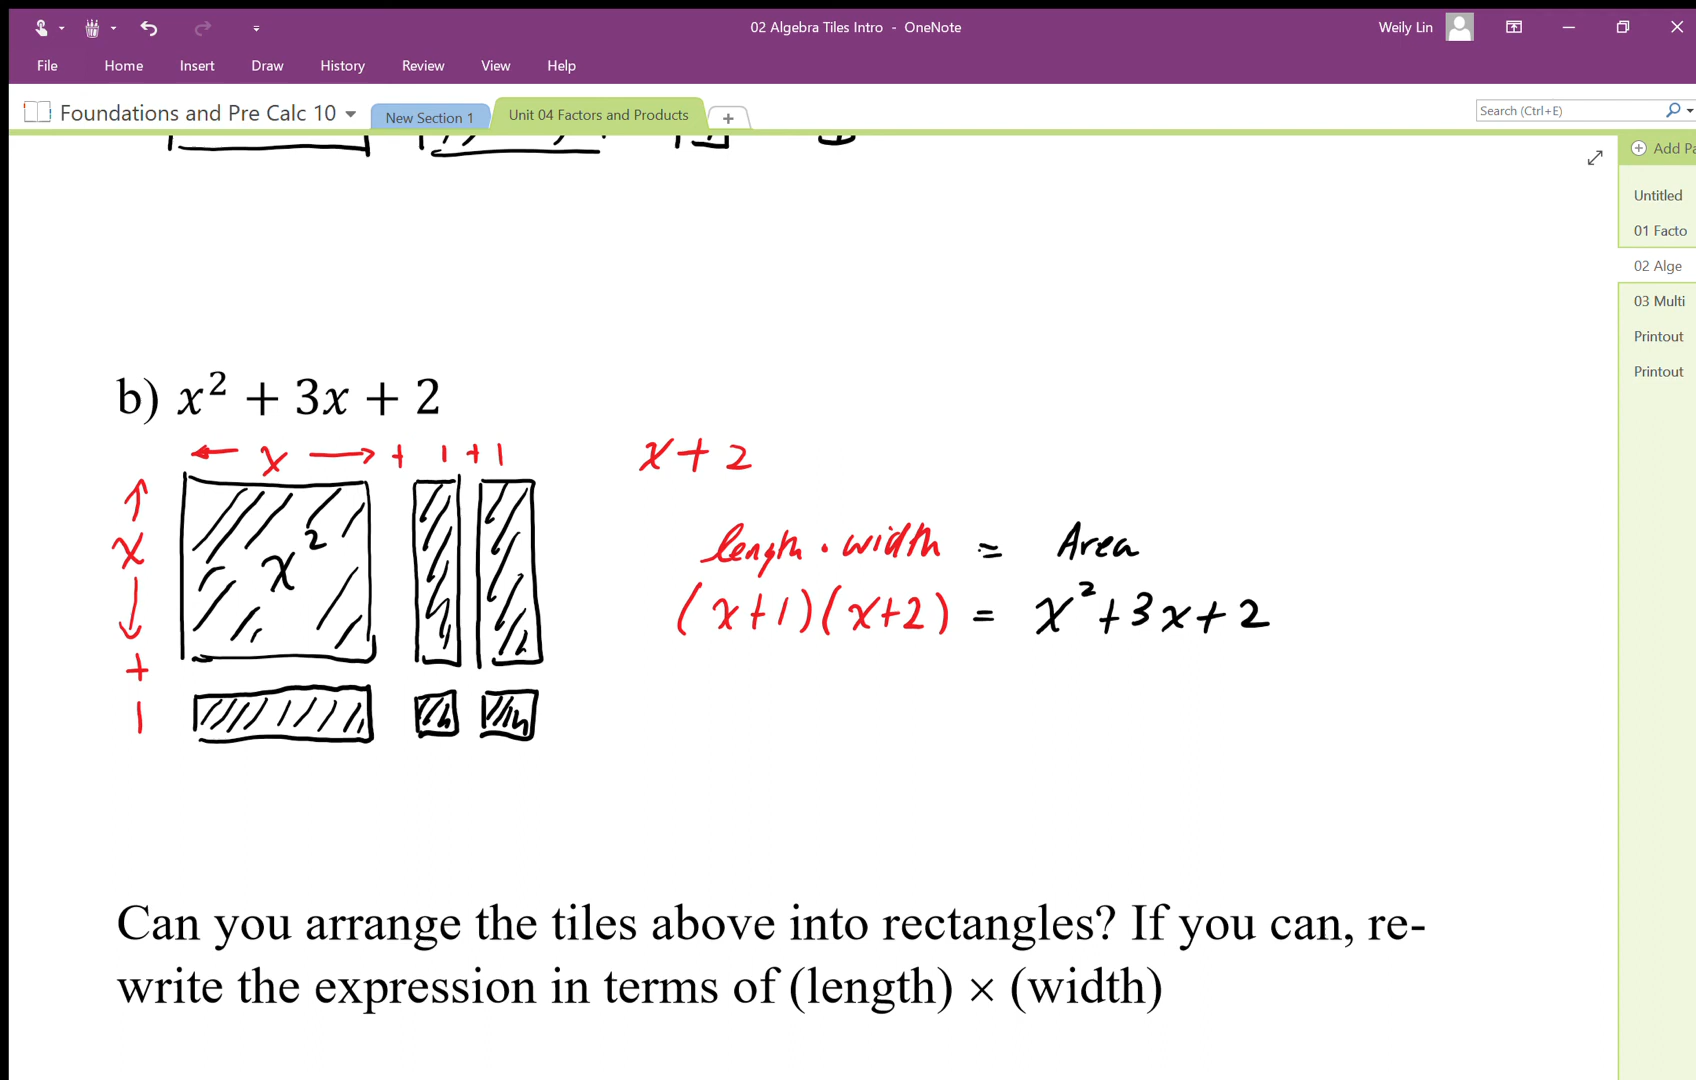 02 Algebra Tiles Intro - OneNote
Weily Lin
File Home Insert Draw History Review View Help
Foundations and Pre Calc 10
New Section 1
Unit 04 Factors and Products
+
Search (Ctrl+E)
Add Pa
Untitled
01 Facto
02 Alge
03 Multi
Printout
Printout
b) x² + 3x + 2
x + 1 + 1
x + 2
x
+
1
x²
length · width = Area
(x+1)(x+2) = x²+3x+2
Can you arrange the tiles above into rectangles? If you can, re-
write the expression in terms of (length) × (width)